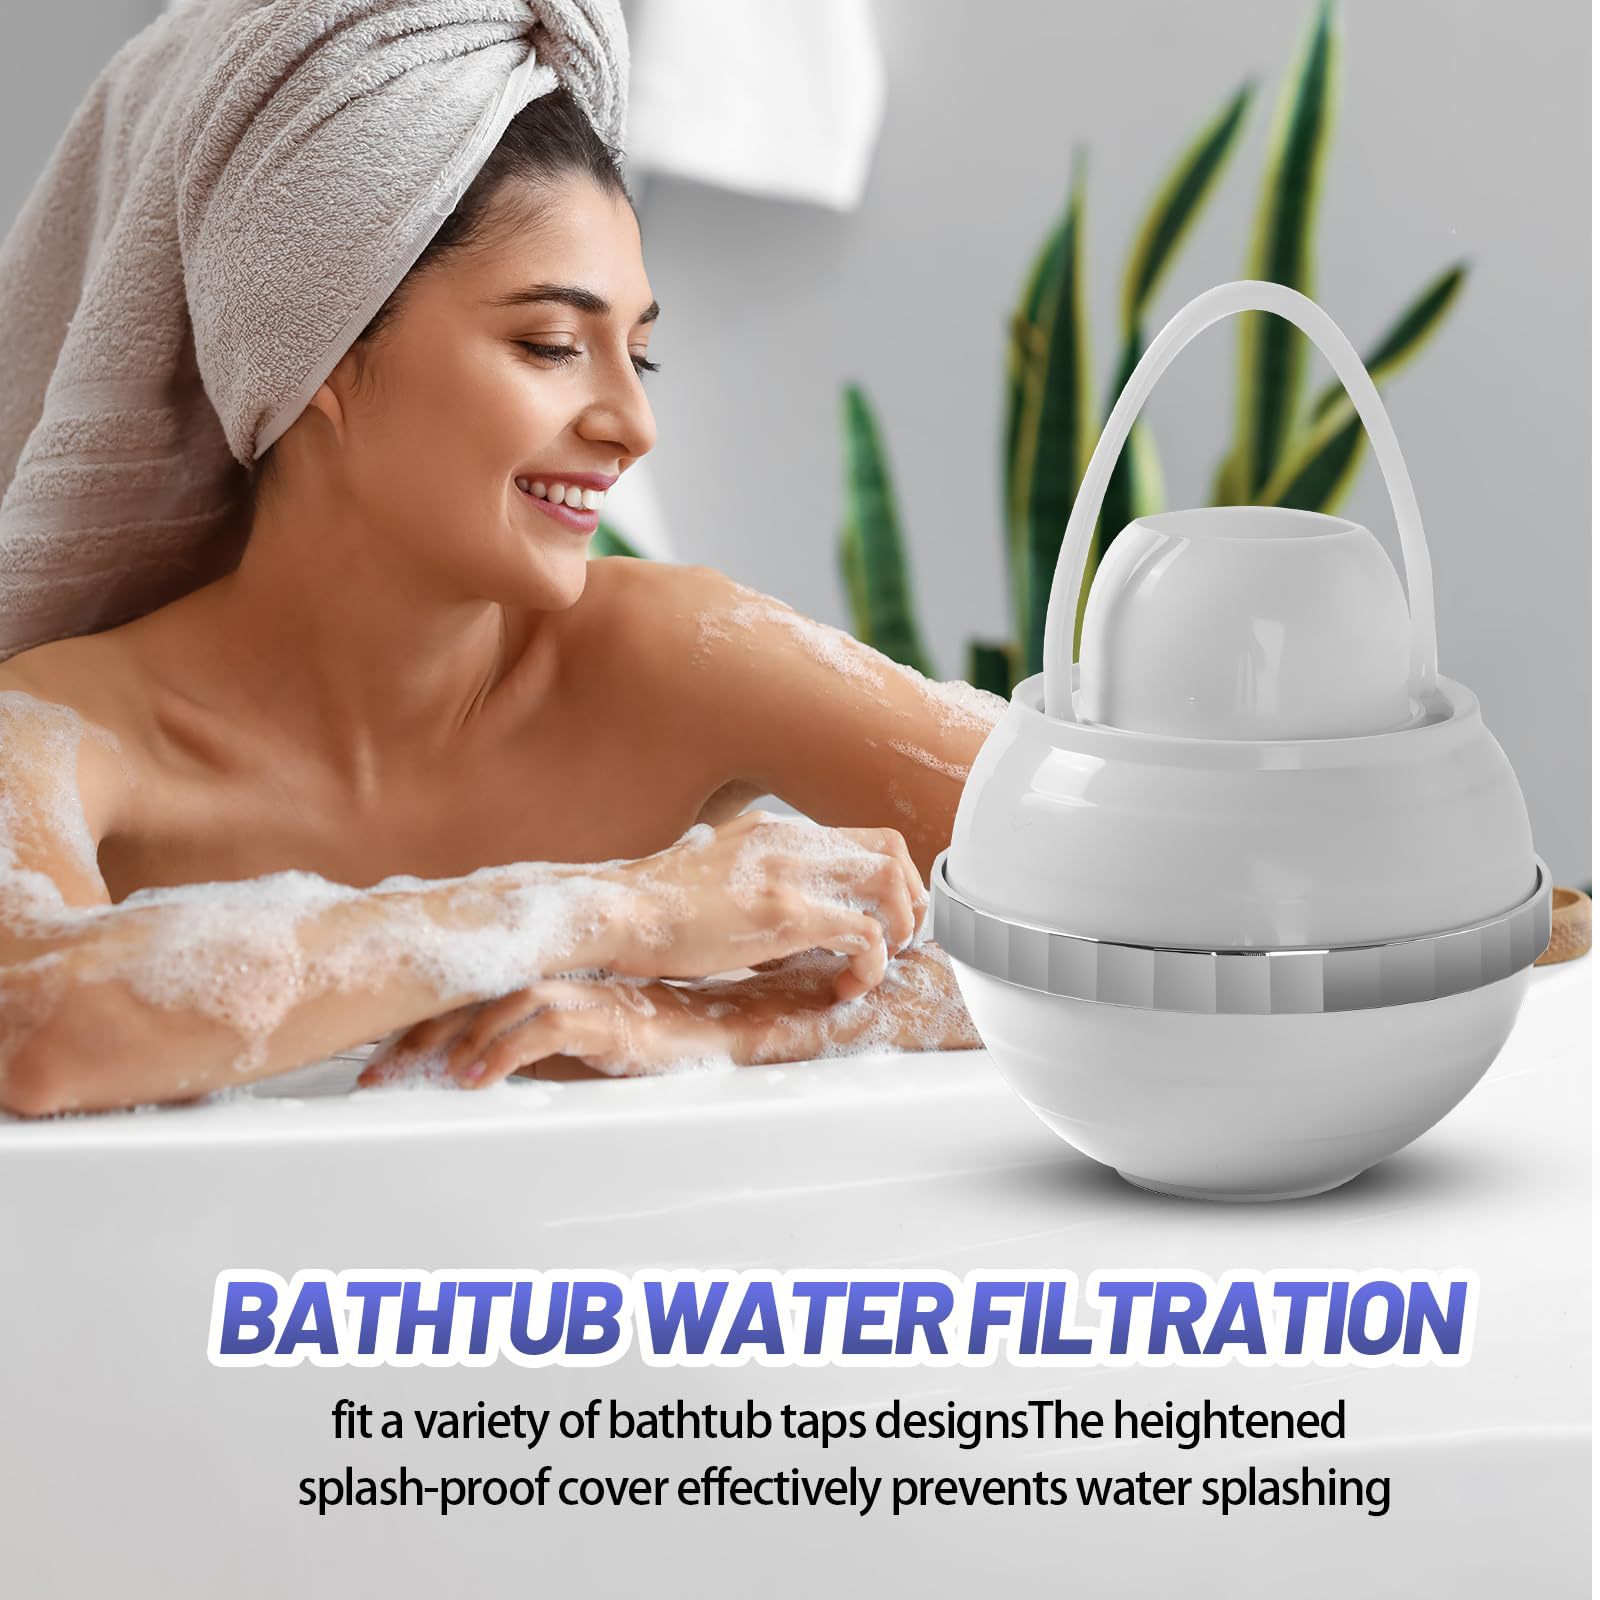 BATHTUB WATER FILTRATION
fit a variety of bathtub taps designsThe heightened
splash-proof cover effectively prevents water splashing